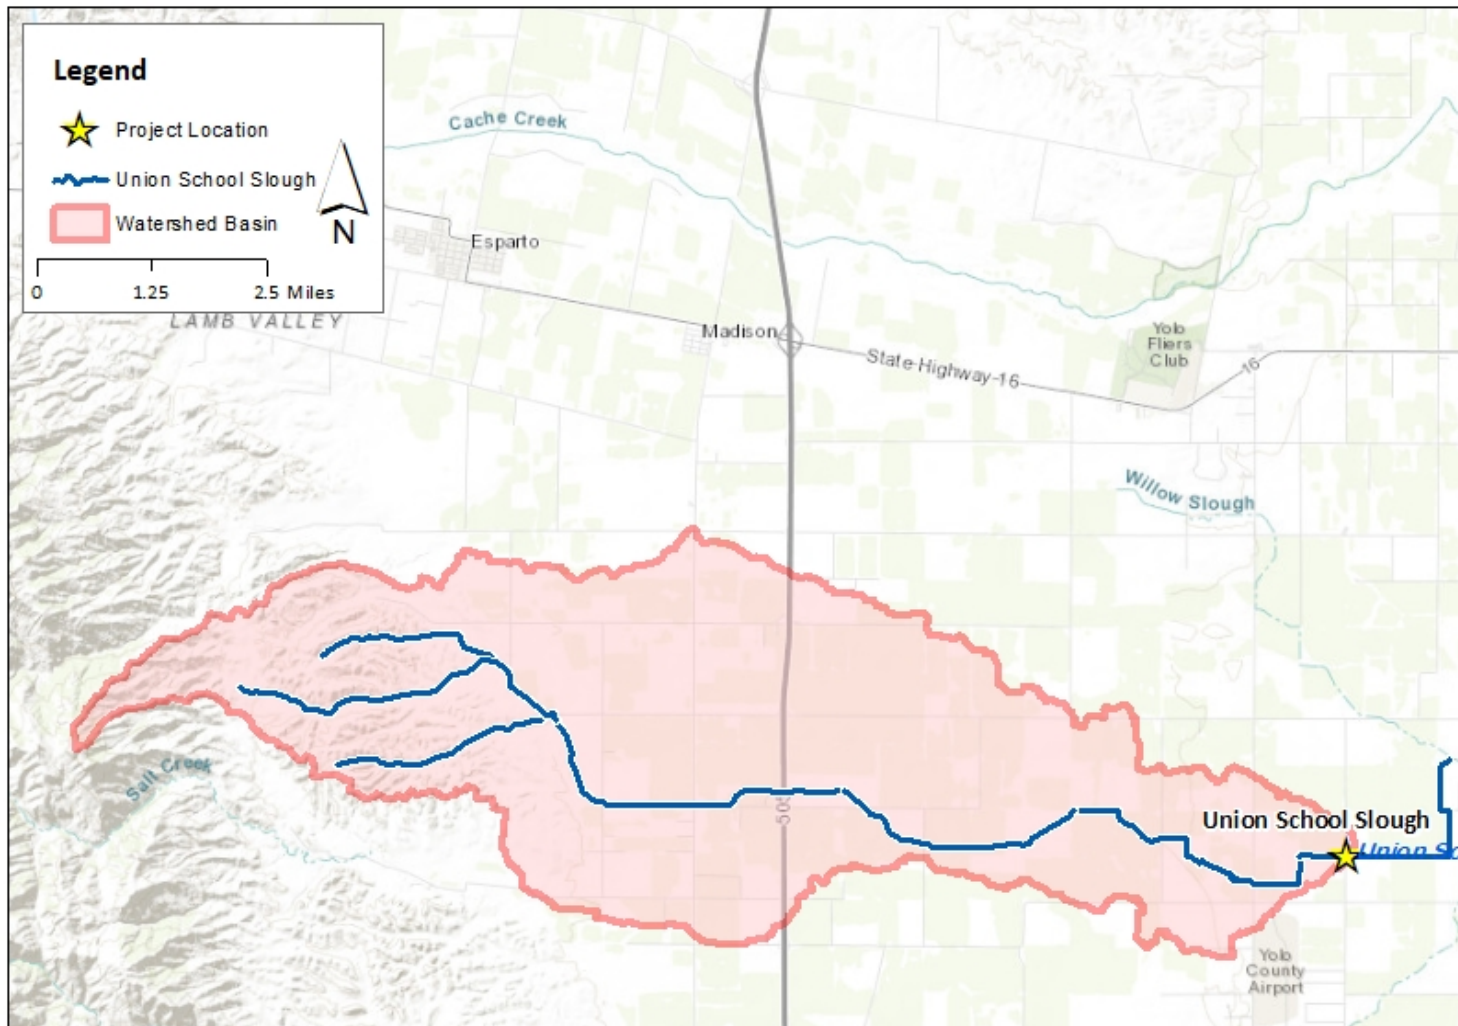 Legend
Project Location
Union School Slough
Watershed Basin
N
0 1.25 2.5 Miles
Cache Creek
Esparto
LAMB VALLEY
Madison
State Highway 16
Yolo
Fliers
Club
16
Willow Slough
Salt Creek
505
Union School Slough
Union Sc
Yolo
County
Airport